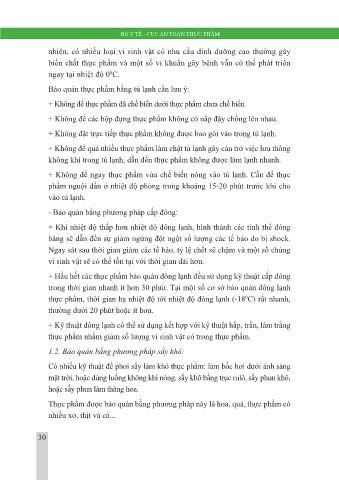 BỘ Y TẾ - CỤC AN TOÀN THỰC PHẨM
nhiên, có nhiều loại vi sinh vật có nhu cầu dinh dưỡng cao thường gây
biến chất thực phẩm và một số vi khuẩn gây bệnh vẫn có thể phát triển
ngay tại nhiệt độ 0⁰C.
Bảo quản thực phẩm bằng tủ lạnh cần lưu ý:
+ Không để thực phẩm đã chế biến dưới thực phẩm chưa chế biến.
+ Không để các hộp đựng thực phẩm không có nắp đậy chồng lên nhau.
+ Không đặt trực tiếp thực phẩm không được bao gói vào trong tủ lạnh.
+ Không để quá nhiều thực phẩm làm chật tủ lạnh gây cản trở việc lưu thông
không khí trong tủ lạnh, dẫn đến thực phẩm không được làm lạnh nhanh.
+ Không để ngay thực phẩm vừa chế biến nóng vào tủ lạnh. Cần để thực
phẩm nguội dần ở nhiệt độ phòng trong khoảng 15-20 phút trước khi cho
vào tủ lạnh.
- Bảo quản bằng phương pháp cấp đông:
+ Khi nhiệt độ thấp hơn nhiệt độ đông lạnh, hình thành các tinh thể đông
băng sẽ dẫn đến sự giảm ngừng đột ngột số lượng các tế bào do bị shock.
Ngay sát sau thời gian giảm các tế bào, tỷ lệ chết sẽ chậm và một số chủng
vi sinh vật sẽ có thể tồn tại với thời gian dài hơn.
+ Hầu hết các thực phẩm bảo quản đông lạnh đều sử dụng kỹ thuật cấp đông
trong thời gian nhanh ít hơn 30 phút. Tại một số cơ sở bảo quản đông lạnh
thực phẩm, thời gian hạ nhiệt độ tới nhiệt độ đông lạnh (-18⁰C) rất nhanh,
thường dưới 20 phút hoặc ít hơn.
+ Kỹ thuật đông lạnh có thể sử dụng kết hợp với kỹ thuật hấp, trần, làm trắng
thực phẩm nhằm giảm số lượng vi sinh vật có trong thực phẩm.
1.2. Bảo quản bằng phương pháp sấy khô:
Có nhiều kỹ thuật để phơi sấy làm khô thực phẩm: làm bốc hơi dưới ánh sáng
mặt trời, hoặc dùng luồng không khí nóng, sấy khô bằng trục rulô, sấy phun khô,
hoặc sấy phun làm thăng hoa.
Thực phẩm được bảo quản bằng phương pháp này là hoa, quả, thực phẩm có
nhiều xơ, thịt và cá...
30